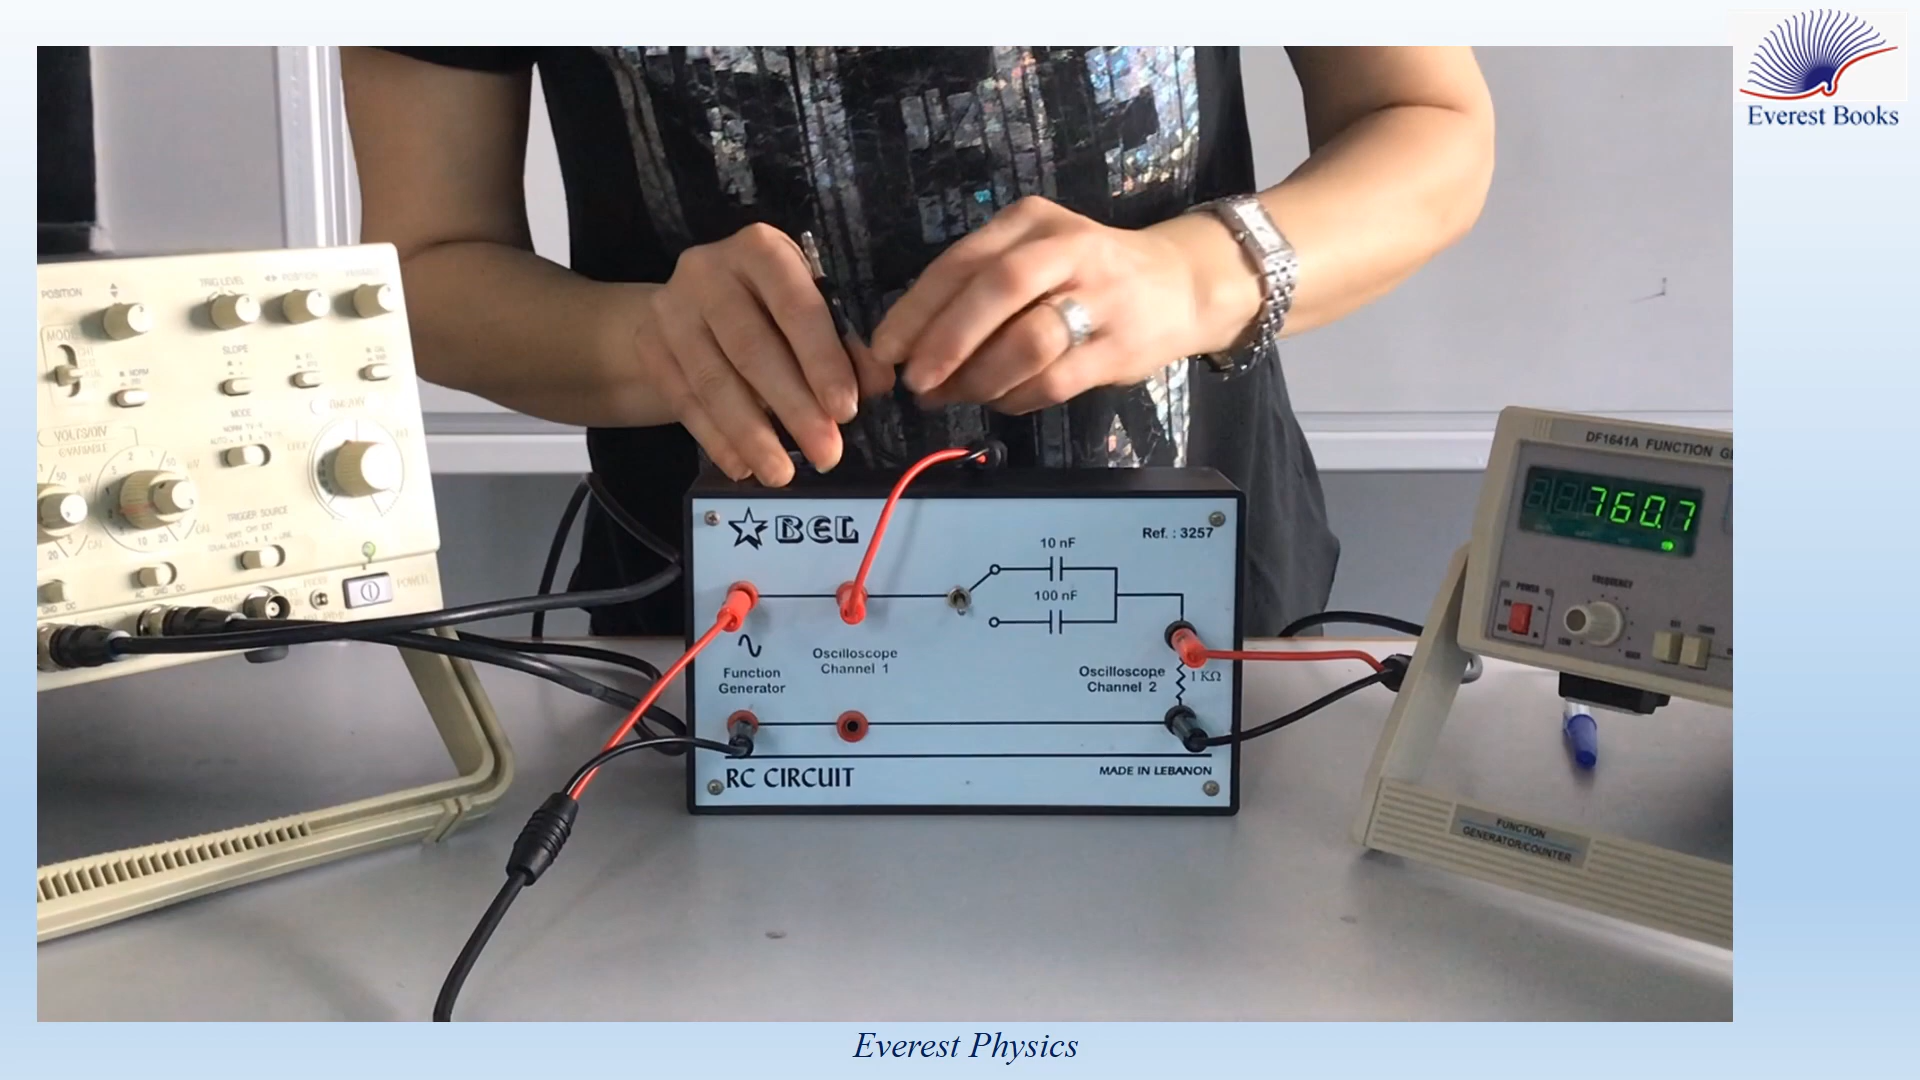 Everest Books
POSITION
TRIG LEVEL
POSITION
SLOPE
MODE
VOLTS/DIV
TRIGGER SOURCE
POWER
DF1641A FUNCTION
760.7
POWER
FREQUENCY
BEL
Ref. : 3257
10 nF
100 nF
Function
Generator
Oscilloscope
Channel 1
Oscilloscope
Channel 2
1 KΩ
RC CIRCUIT
MADE IN LEBANON
FUNCTION
GENERATOR/COUNTER
Everest Physics